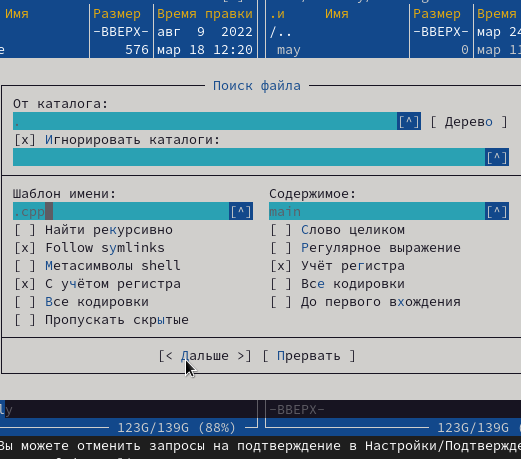 Имя Размер Время правки .и Имя Размер Время
-ВВЕРХ- авг 9 2022 /.. -ВВЕРХ- мар 24
е 576 мар 18 12:20 may 0 мар 11
Поиск файла
От каталога:
. [^] [ Дерево ]
[x] Игнорировать каталоги:
[^]
Шаблон имени: Содержимое:
.cpp [^] main [^]
[ ] Найти рекурсивно [ ] Слово целиком
[x] Follow symlinks [ ] Регулярное выражение
[ ] Метасимволы shell [x] Учёт регистра
[x] С учётом регистра [ ] Все кодировки
[ ] Все кодировки [ ] До первого вхождения
[ ] Пропускать скрытые
[< Дальше >] [ Прервать ]
ly -ВВЕРХ-
123G/139G (88%) 123G/139G (
Вы можете отменить запросы на подтверждение в Настройки/Подтвержде